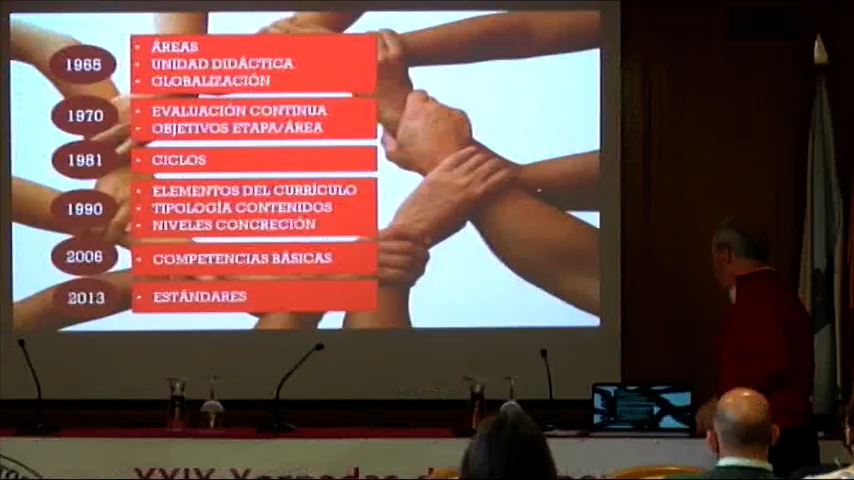 1965
• ÁREAS
• UNIDAD DIDÁCTICA
• GLOBALIZACIÓN
1970
• EVALUACIÓN CONTINUA
• OBJETIVOS ETAPA/ÁREA
1981
• CICLOS
1990
• ELEMENTOS DEL CURRÍCULO
• TIPOLOGÍA CONTENIDOS
• NIVELES CONCRECIÓN
2006
• COMPETENCIAS BÁSICAS
2013
• ESTÁNDARES
XXIX Xornadas